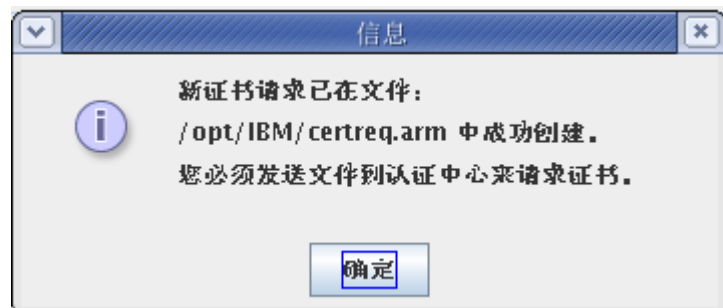 信息
新证书请求已在文件：
/opt/IBM/certreq.arm 中成功创建。
您必须发送文件到认证中心来请求证书。
确定